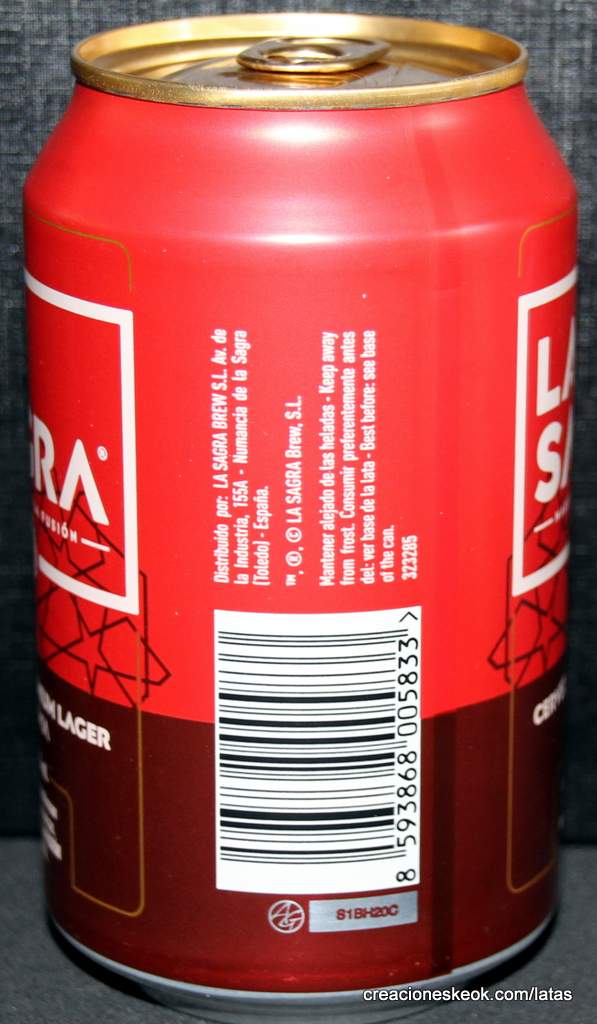 Distribuido por: LA SAGRA BREW S.L. Av. de
la Industria, 155A - Numancia de la Sagra
(Toledo) - España.
™, ®, © LA SAGRA Brew, S.L.
Mantener alejado de las heladas - Keep away
from frost. Consumir preferentemente antes
del: ver base de la lata - Best before: see base
of the can.
323285
8 593868 005833 >
S1BH20C
GRA®
FUSIÓN
LAGER
LA
SA
creacioneskeok.com/latas